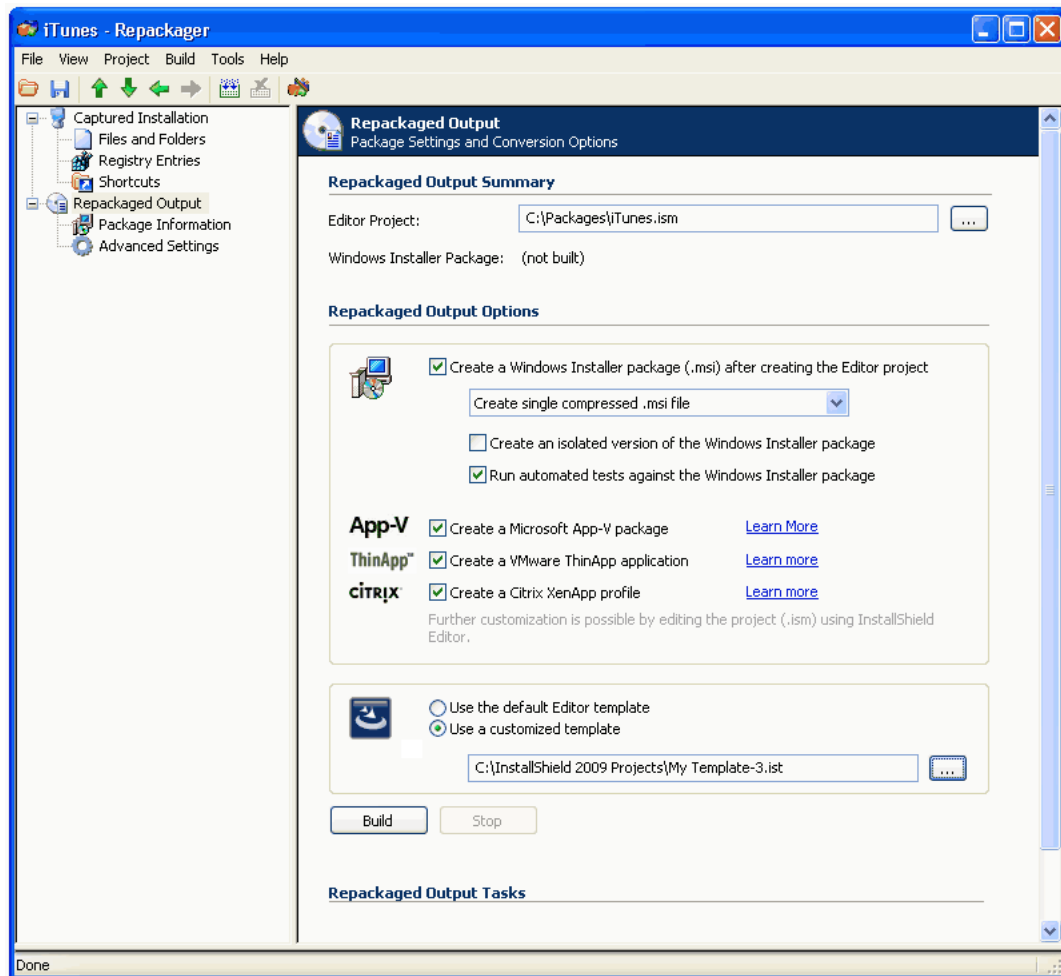 iTunes - Repackager
File View Project Build Tools Help
Captured Installation
Files and Folders
Registry Entries
Shortcuts
Repackaged Output
Package Information
Advanced Settings
Repackaged Output
Package Settings and Conversion Options
Repackaged Output Summary
Editor Project: C:\Packages\iTunes.ism ...
Windows Installer Package: (not built)
Repackaged Output Options
Create a Windows Installer package (.msi) after creating the Editor project
Create single compressed .msi file
Create an isolated version of the Windows Installer package
Run automated tests against the Windows Installer package
App-V Create a Microsoft App-V package Learn More
ThinApp™ Create a VMware ThinApp application Learn more
CITRIX Create a Citrix XenApp profile Learn more
Further customization is possible by editing the project (.ism) using InstallShield
Editor.
Use the default Editor template
Use a customized template
C:\InstallShield 2009 Projects\My Template-3.ist ...
Build Stop
Repackaged Output Tasks
Done